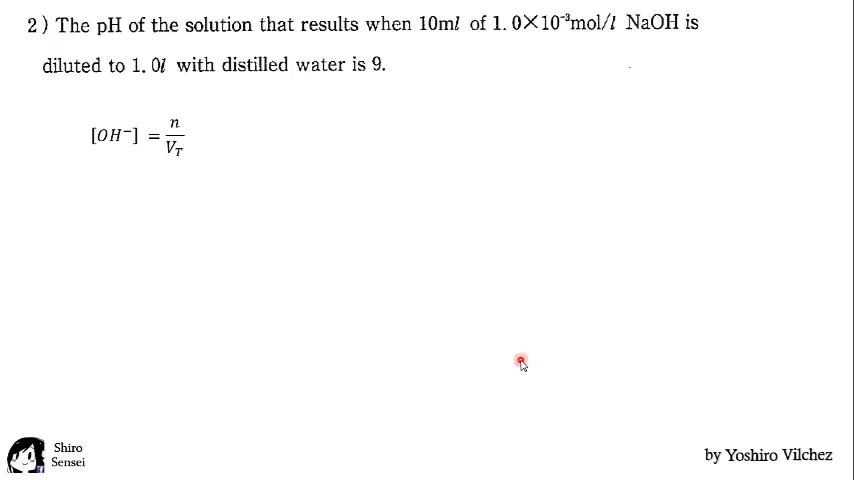 2) The pH of the solution that results when 10ml of 1.0×10⁻³mol/l NaOH is
diluted to 1.0l with distilled water is 9.
[OH⁻] = n/V_T
Shiro
Sensei
by Yoshiro Vilchez